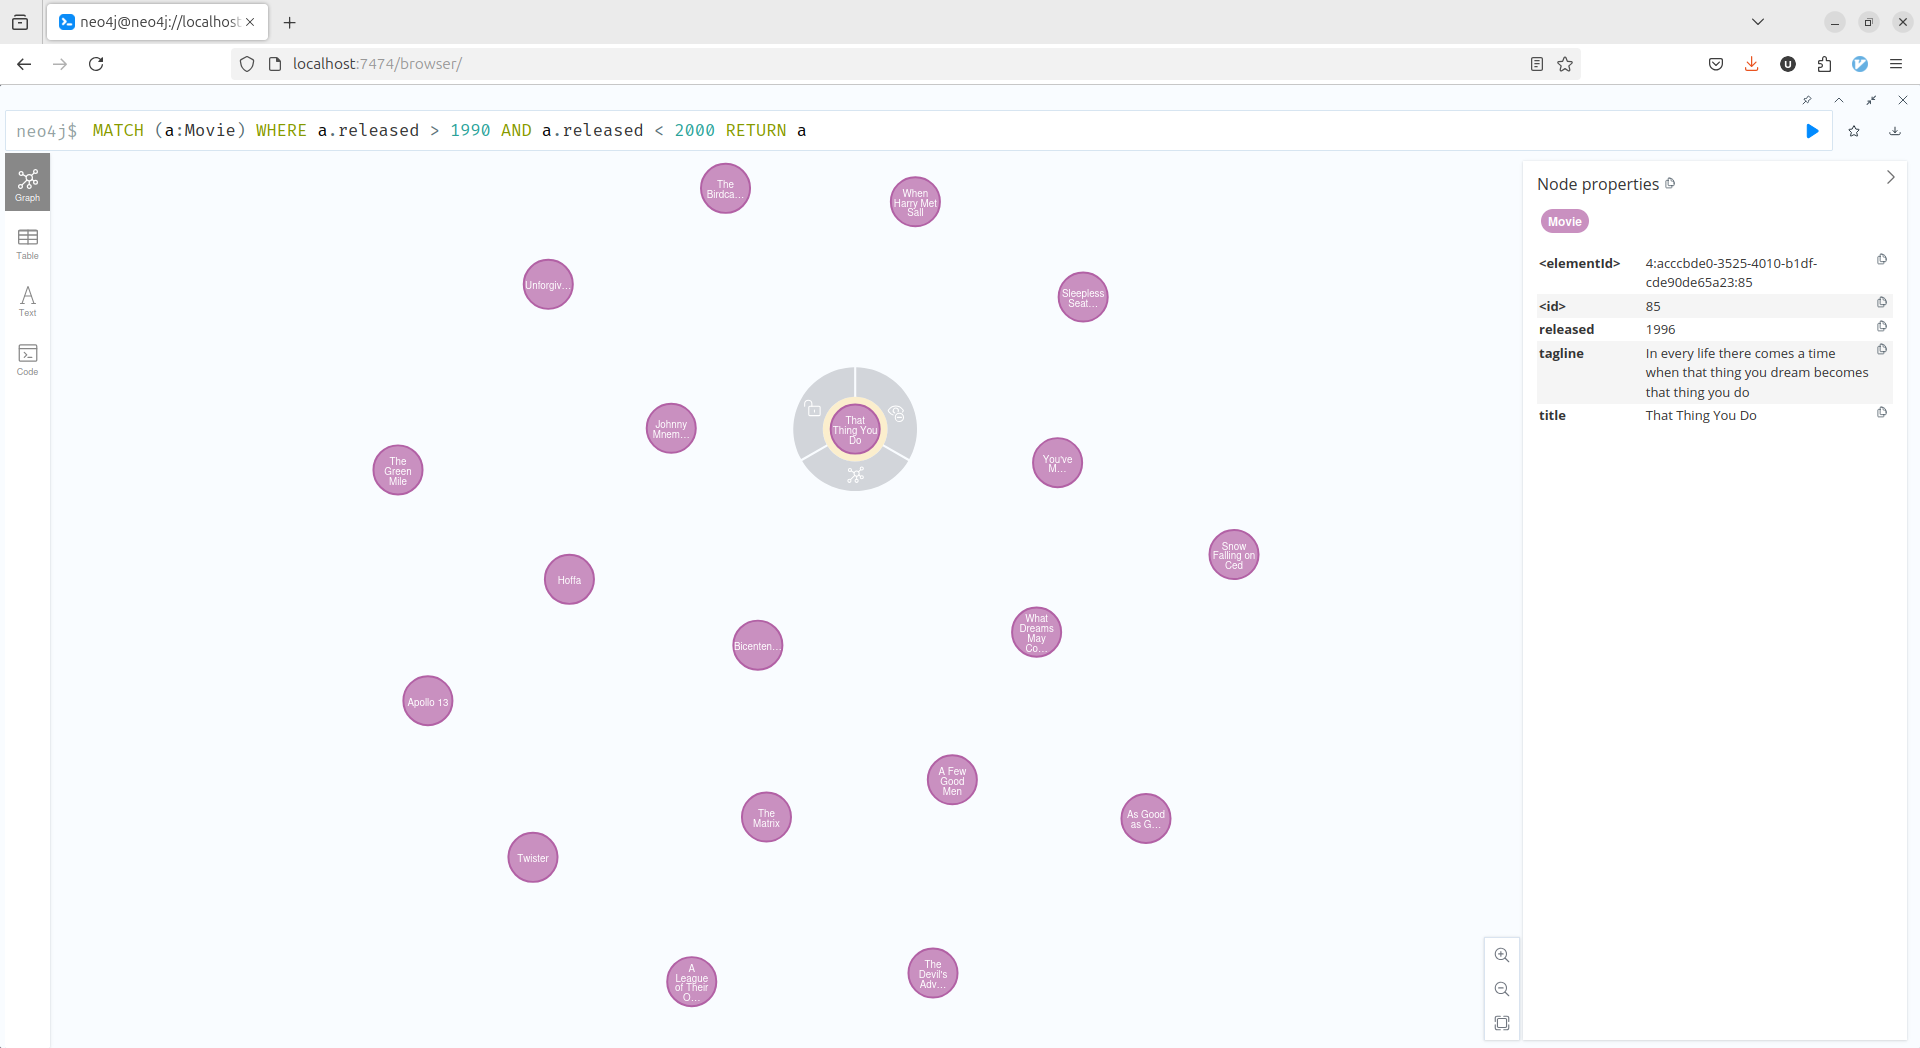 neo4j@neo4j://localhost
localhost:7474/browser/
neo4j$ MATCH (a:Movie) WHERE a.released > 1990 AND a.released < 2000 RETURN a
Graph
Table
Text
Code
The
Birdca...
When
Harry Met
Sall
Unforgiv...
Sleepless
Seat...
Johnny
Mnem...
That
Thing You
Do
The
Green
Mile
You've
M...
Snow
Falling on
Ced
Hoffa
What
Dreams
May
Co...
Bicenten...
Apollo 13
A Few
Good
Men
The
Matrix
As Good
as G...
Twister
A
League
of Their
O...
The
Devil's
Adv...
Node properties
Movie
<elementId> 4:acccbde0-3525-4010-b1df-
cde90de65a23:85
<id> 85
released 1996
tagline In every life there comes a time
when that thing you dream becomes
that thing you do
title That Thing You Do